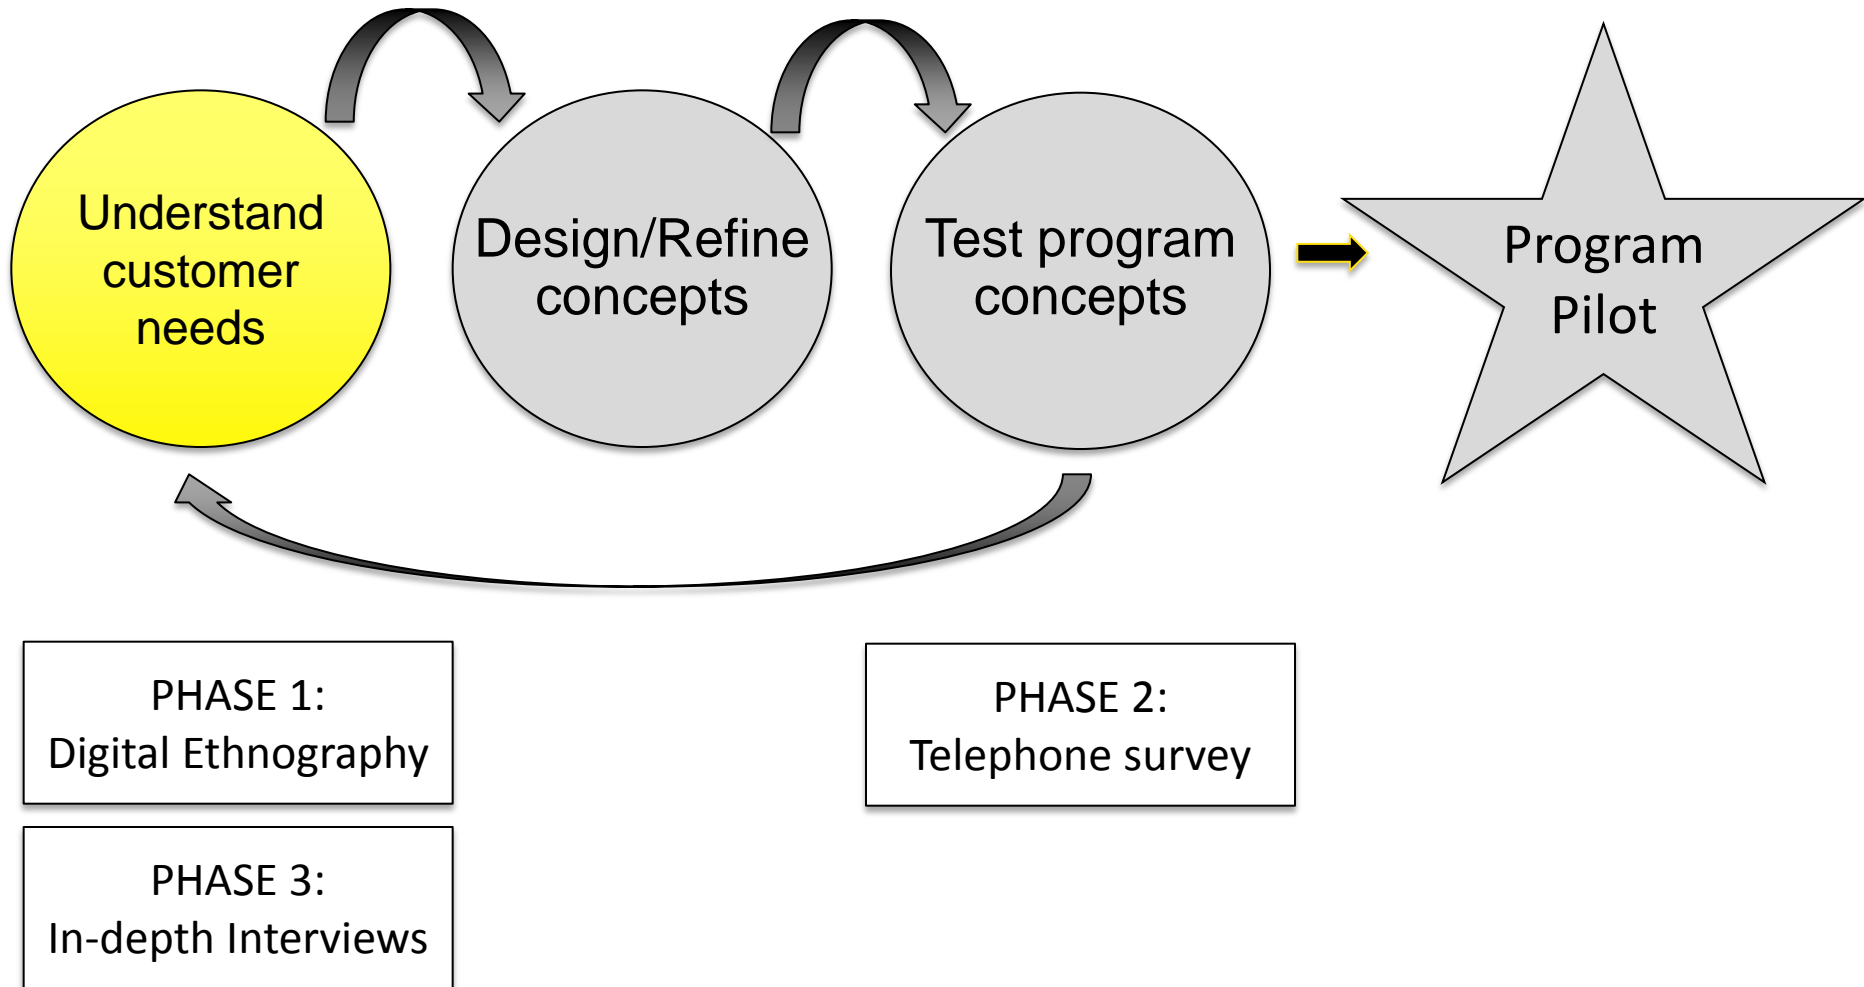 Understand
customer
needs
Design/Refine
concepts
Test program
concepts
Program
Pilot
PHASE 1:
Digital Ethnography
PHASE 2:
Telephone survey
PHASE 3:
In-depth Interviews